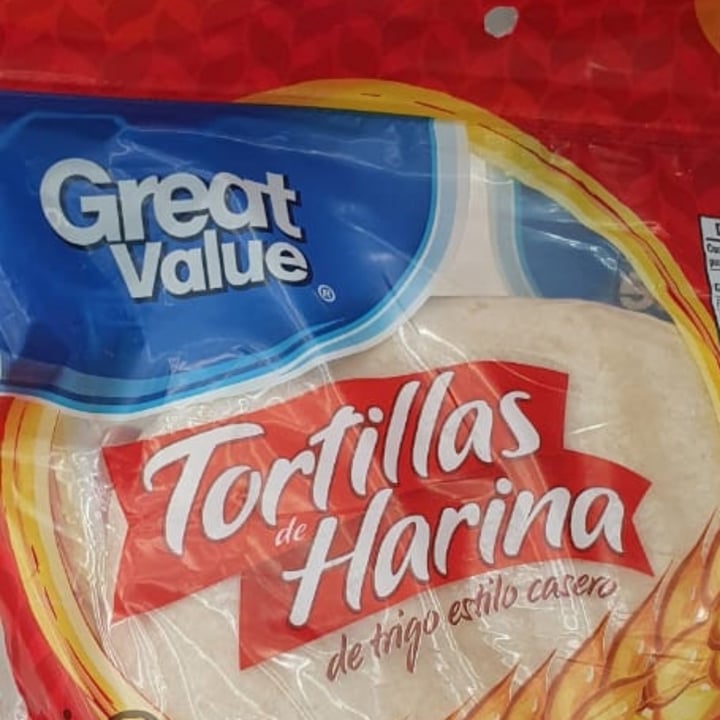 Great
Value
®
Tortillas
de
Harina
de trigo estilo casero